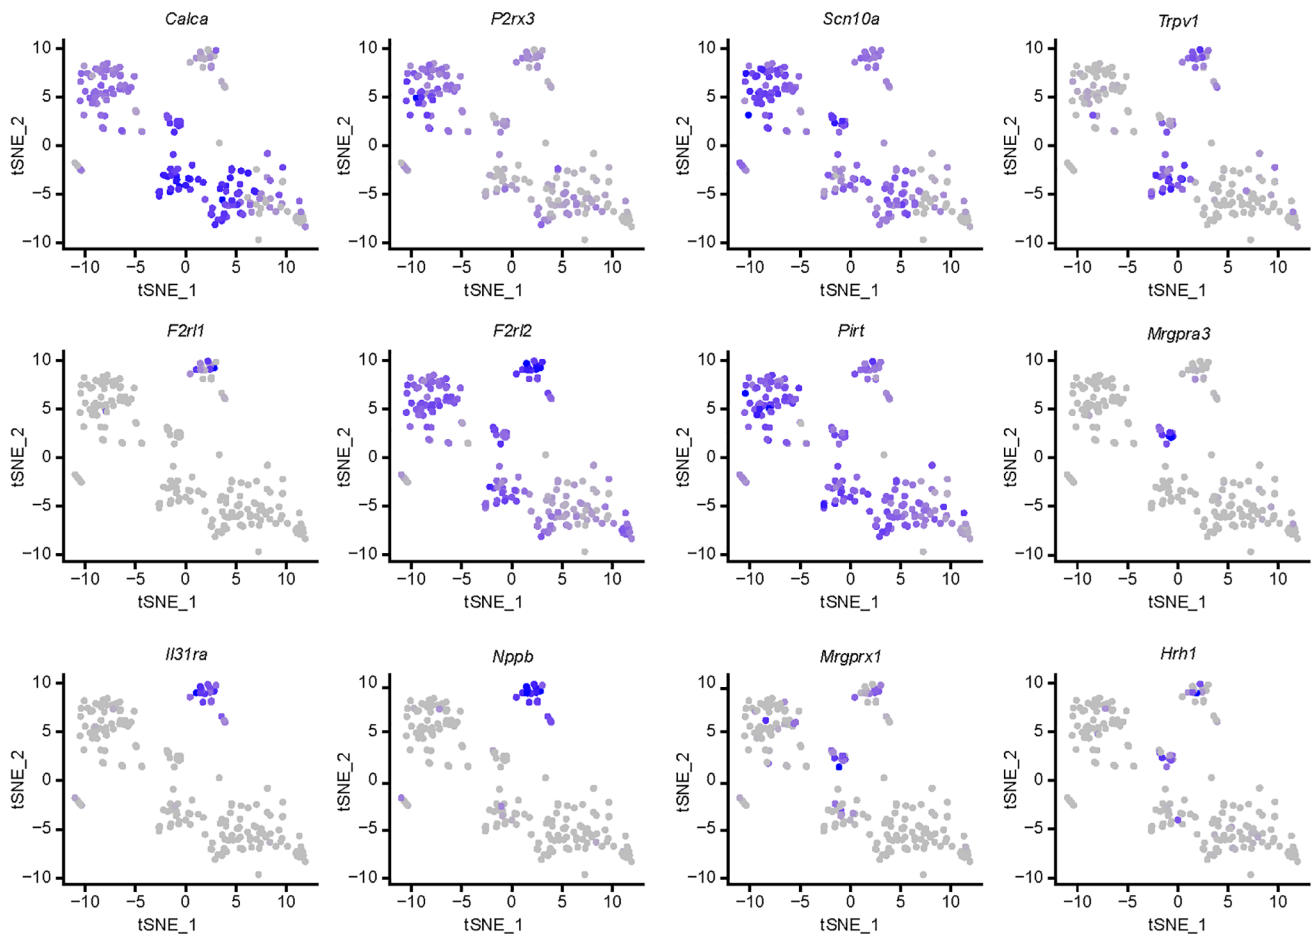 Calca P2rx3 Scn10a Trpv1
10 10 10 10
5 5 5 5
0 0 0 0
−5 −5 −5 −5
−10 −10 −10 −10
tSNE_2 tSNE_2 tSNE_2 tSNE_2
−10 −5 0 5 10 −10 −5 0 5 10 −10 −5 0 5 10 −10 −5 0 5 10
tSNE_1 tSNE_1 tSNE_1 tSNE_1
F2rl1 F2rl2 Pirt Mrgpra3
10 10 10 10
5 5 5 5
0 0 0 0
−5 −5 −5 −5
−10 −10 −10 −10
tSNE_2 tSNE_2 tSNE_2 tSNE_2
−10 −5 0 5 10 −10 −5 0 5 10 −10 −5 0 5 10 −10 −5 0 5 10
tSNE_1 tSNE_1 tSNE_1 tSNE_1
Il31ra Nppb Mrgprx1 Hrh1
10 10 10 10
5 5 5 5
0 0 0 0
−5 −5 −5 −5
−10 −10 −10 −10
tSNE_2 tSNE_2 tSNE_2 tSNE_2
−10 −5 0 5 10 −10 −5 0 5 10 −10 −5 0 5 10 −10 −5 0 5 10
tSNE_1 tSNE_1 tSNE_1 tSNE_1